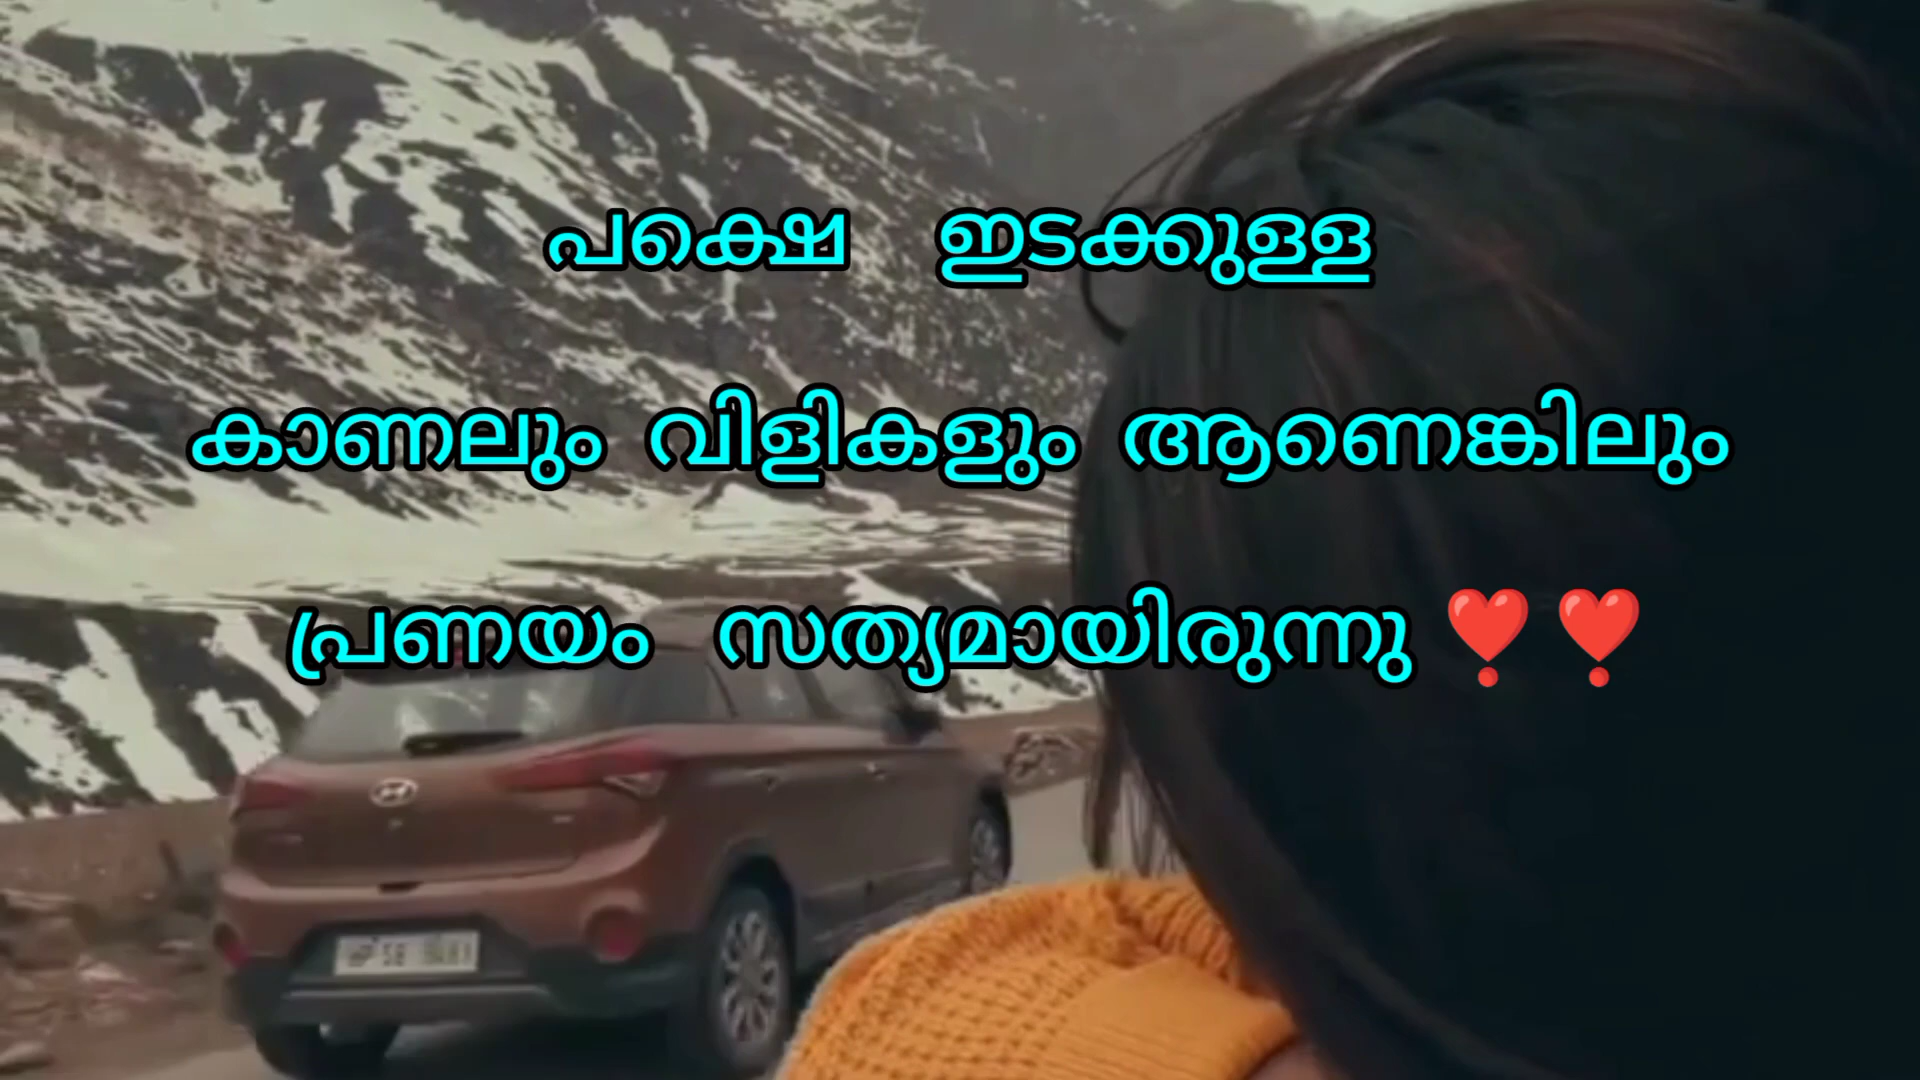 പക്ഷെ ഇടക്കുള്ള
കാണലും വിളികളും ആണെങ്കിലും
പ്രണയം സത്യമായിരുന്നു ❣️❣️